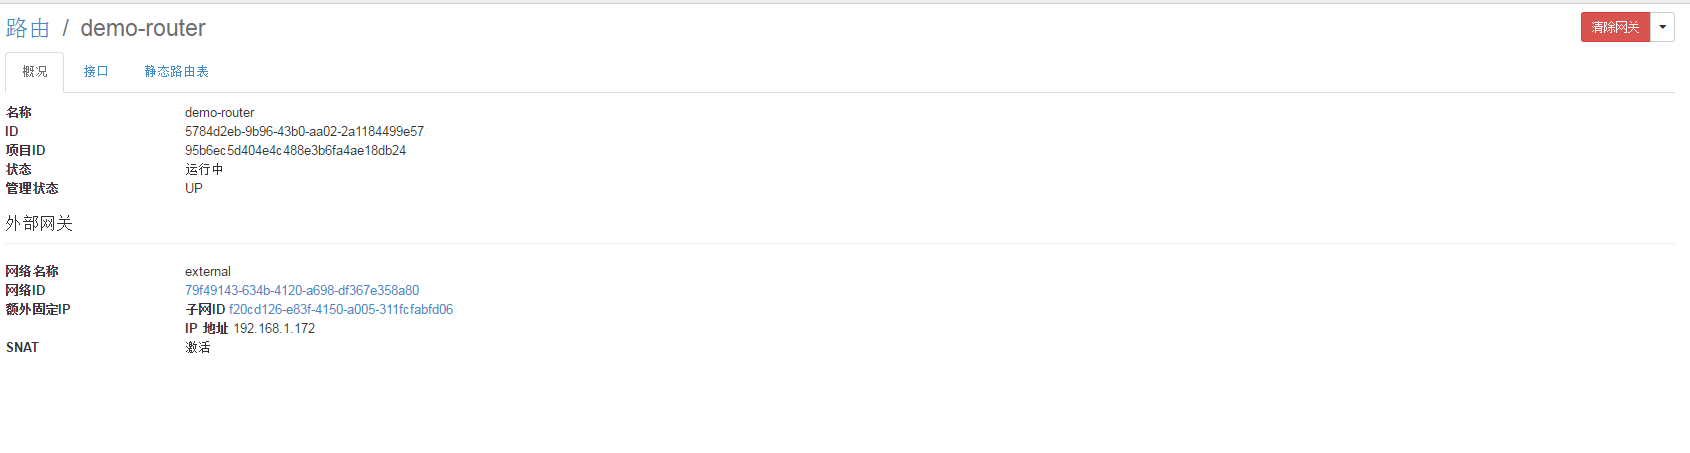 路由 / demo-router
清除网关
概况 接口 静态路由表
名称 demo-router
ID 5784d2eb-9b96-43b0-aa02-2a1184499e57
项目ID 95b6ec5d404e4c488e3b6fa4ae18db24
状态 运行中
管理状态 UP
外部网关
网络名称 external
网络ID 79f49143-634b-4120-a698-df367e358a80
额外固定IP 子网ID f20cd126-e83f-4150-a005-311fcfabfd06
IP 地址 192.168.1.172
SNAT 激活